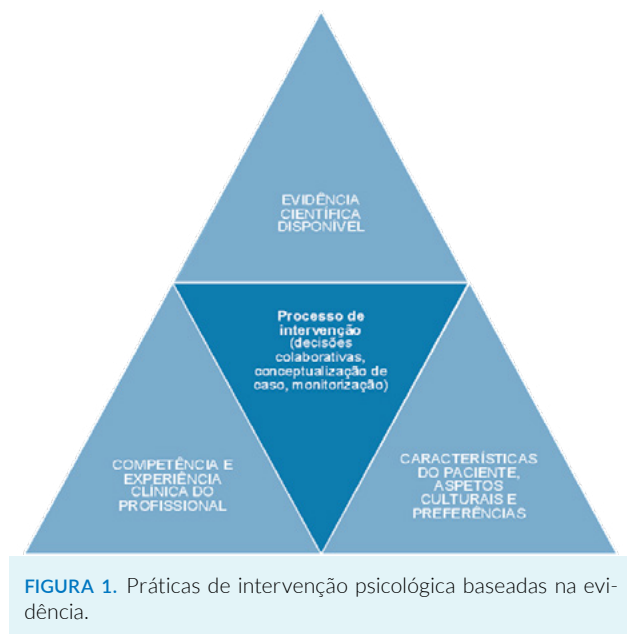 EVIDÊNCIA
CIENTÍFICA
DISPONÍVEL
Processo de
intervenção
(decisões
colaborativas,
conceptualização de
caso, monitorização)
COMPETÊNCIA E
EXPERIÊNCIA
CLÍNICA DO
PROFISSIONAL
CARACTERÍSTICAS
DO PACIENTE,
ASPETOS
CULTURAIS E
PREFERÊNCIAS
FIGURA 1. Práticas de intervenção psicológica baseadas na evi-
dência.